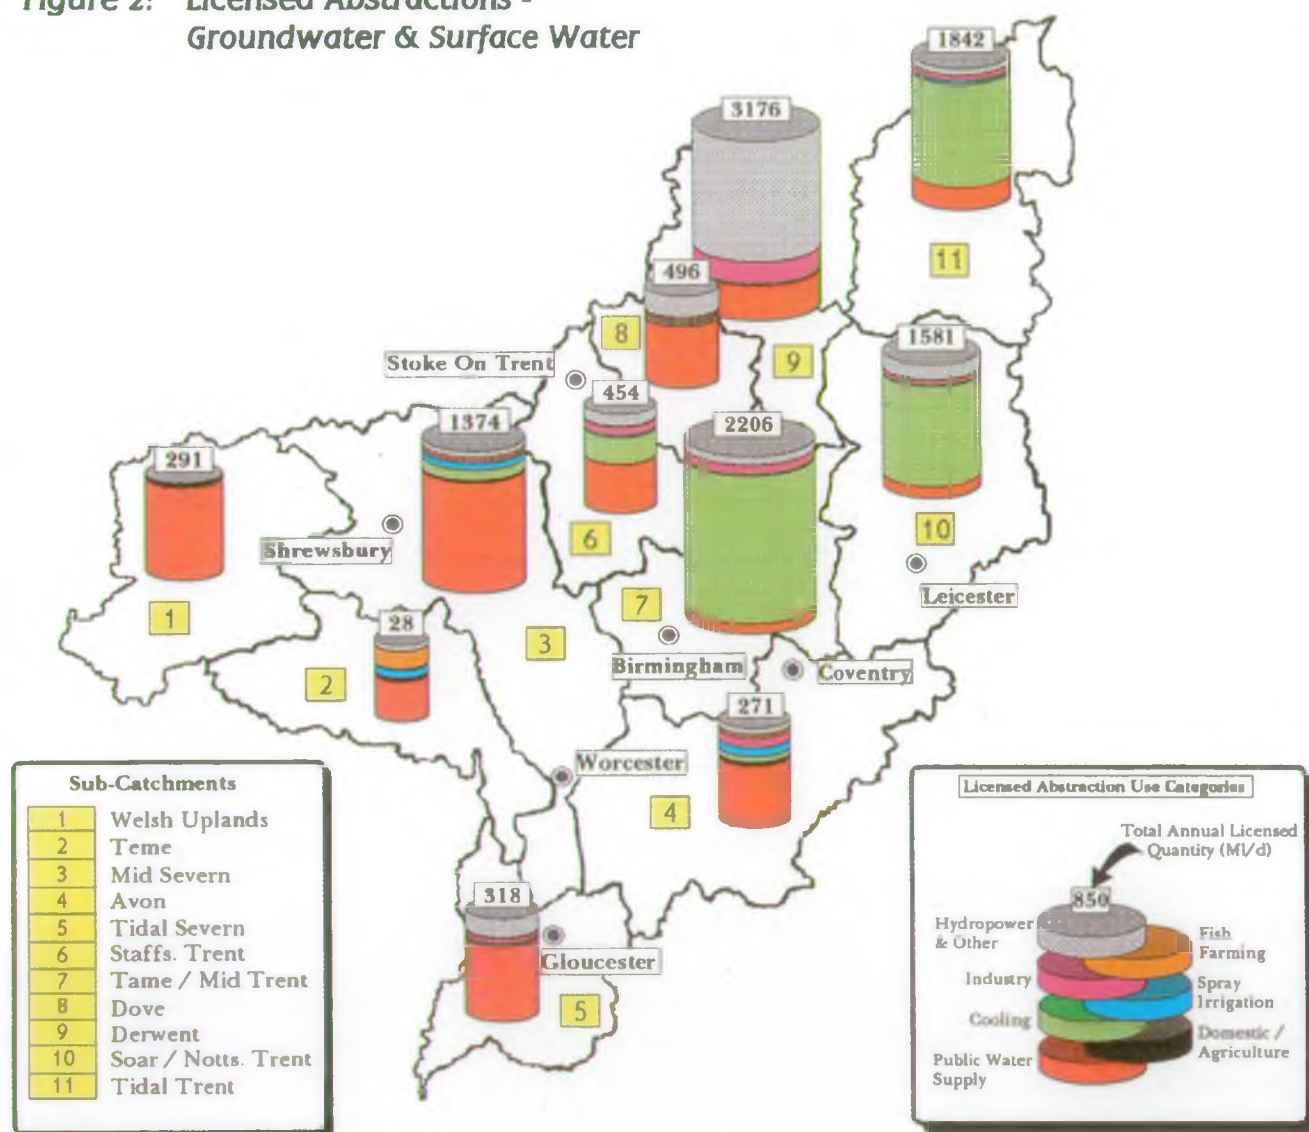 Figure 2: Licensed Abstractions -
Groundwater & Surface Water
1842
3176
11
496
8
9
1581
Stoke On Trent
454
1374
2206
291
10
6
Shrewsbury
Leicester
7
1
28
3
Birmingham
Coventry
2
271
Worcester
4
318
Gloucester
5
Sub-Catchments
1 Welsh Uplands
2 Teme
3 Mid Severn
4 Avon
5 Tidal Severn
6 Staffs. Trent
7 Tame / Mid Trent
8 Dove
9 Derwent
10 Soar / Notts. Trent
11 Tidal Trent
Licensed Abstraction Use Categories
Total Annual Licensed
Quantity (Ml/d)
850
Hydropower
& Other
Fish
Farming
Industry
Spray
Irrigation
Cooling
Domestic /
Agriculture
Public Water
Supply